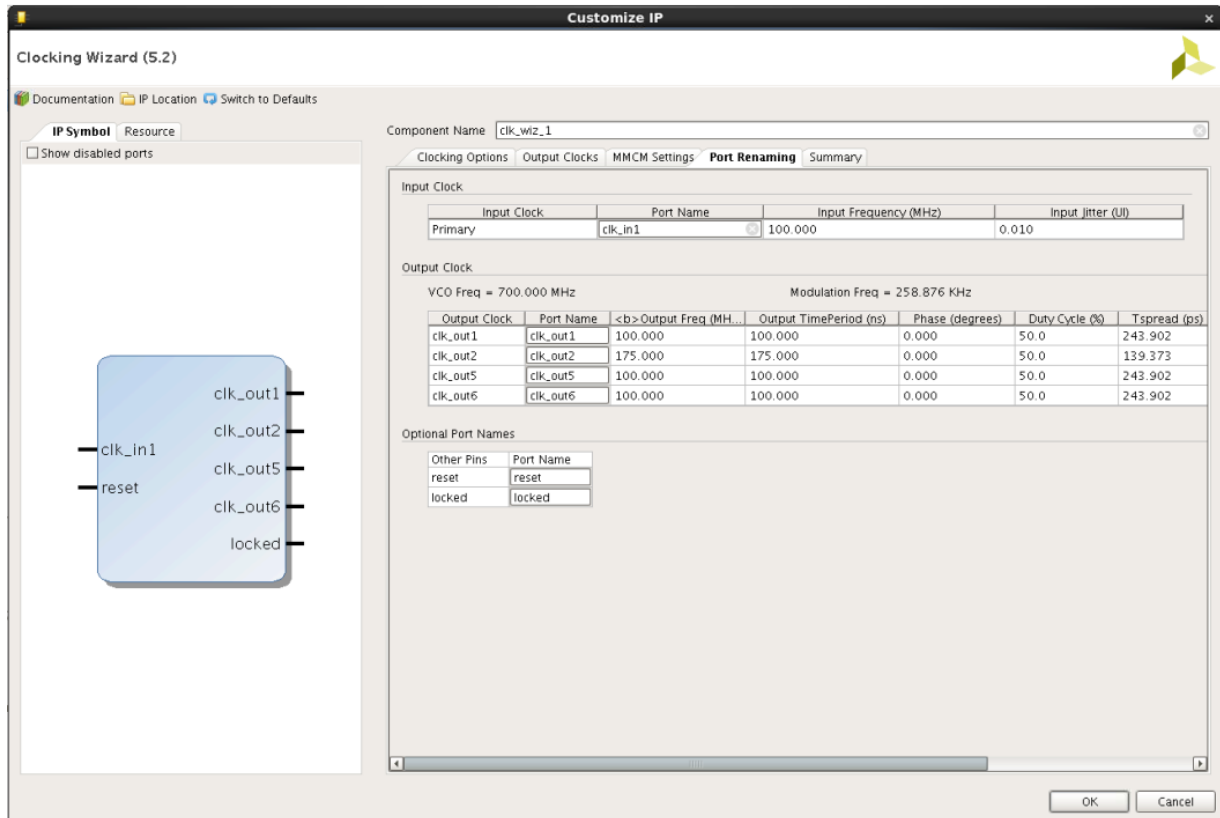 Customize IP
Clocking Wizard (5.2)
Documentation IP Location Switch to Defaults
IP Symbol Resource
Show disabled ports
clk_in1
reset
clk_out1
clk_out2
clk_out5
clk_out6
locked
Component Name clk_wiz_1
Clocking Options Output Clocks MMCM Settings Port Renaming Summary
Input Clock
Input Clock Port Name Input Frequency (MHz) Input Jitter (UI)
Primary clk_in1 100.000 0.010
Output Clock
VCO Freq = 700.000 MHz Modulation Freq = 258.876 KHz
Output Clock Port Name <b>Output Freq (MH... Output TimePeriod (ns) Phase (degrees) Duty Cycle (%) Tspread (ps)
clk_out1 clk_out1 100.000 100.000 0.000 50.0 243.902
clk_out2 clk_out2 175.000 175.000 0.000 50.0 139.373
clk_out5 clk_out5 100.000 100.000 0.000 50.0 243.902
clk_out6 clk_out6 100.000 100.000 0.000 50.0 243.902
Optional Port Names
Other Pins Port Name
reset reset
locked locked
OK Cancel